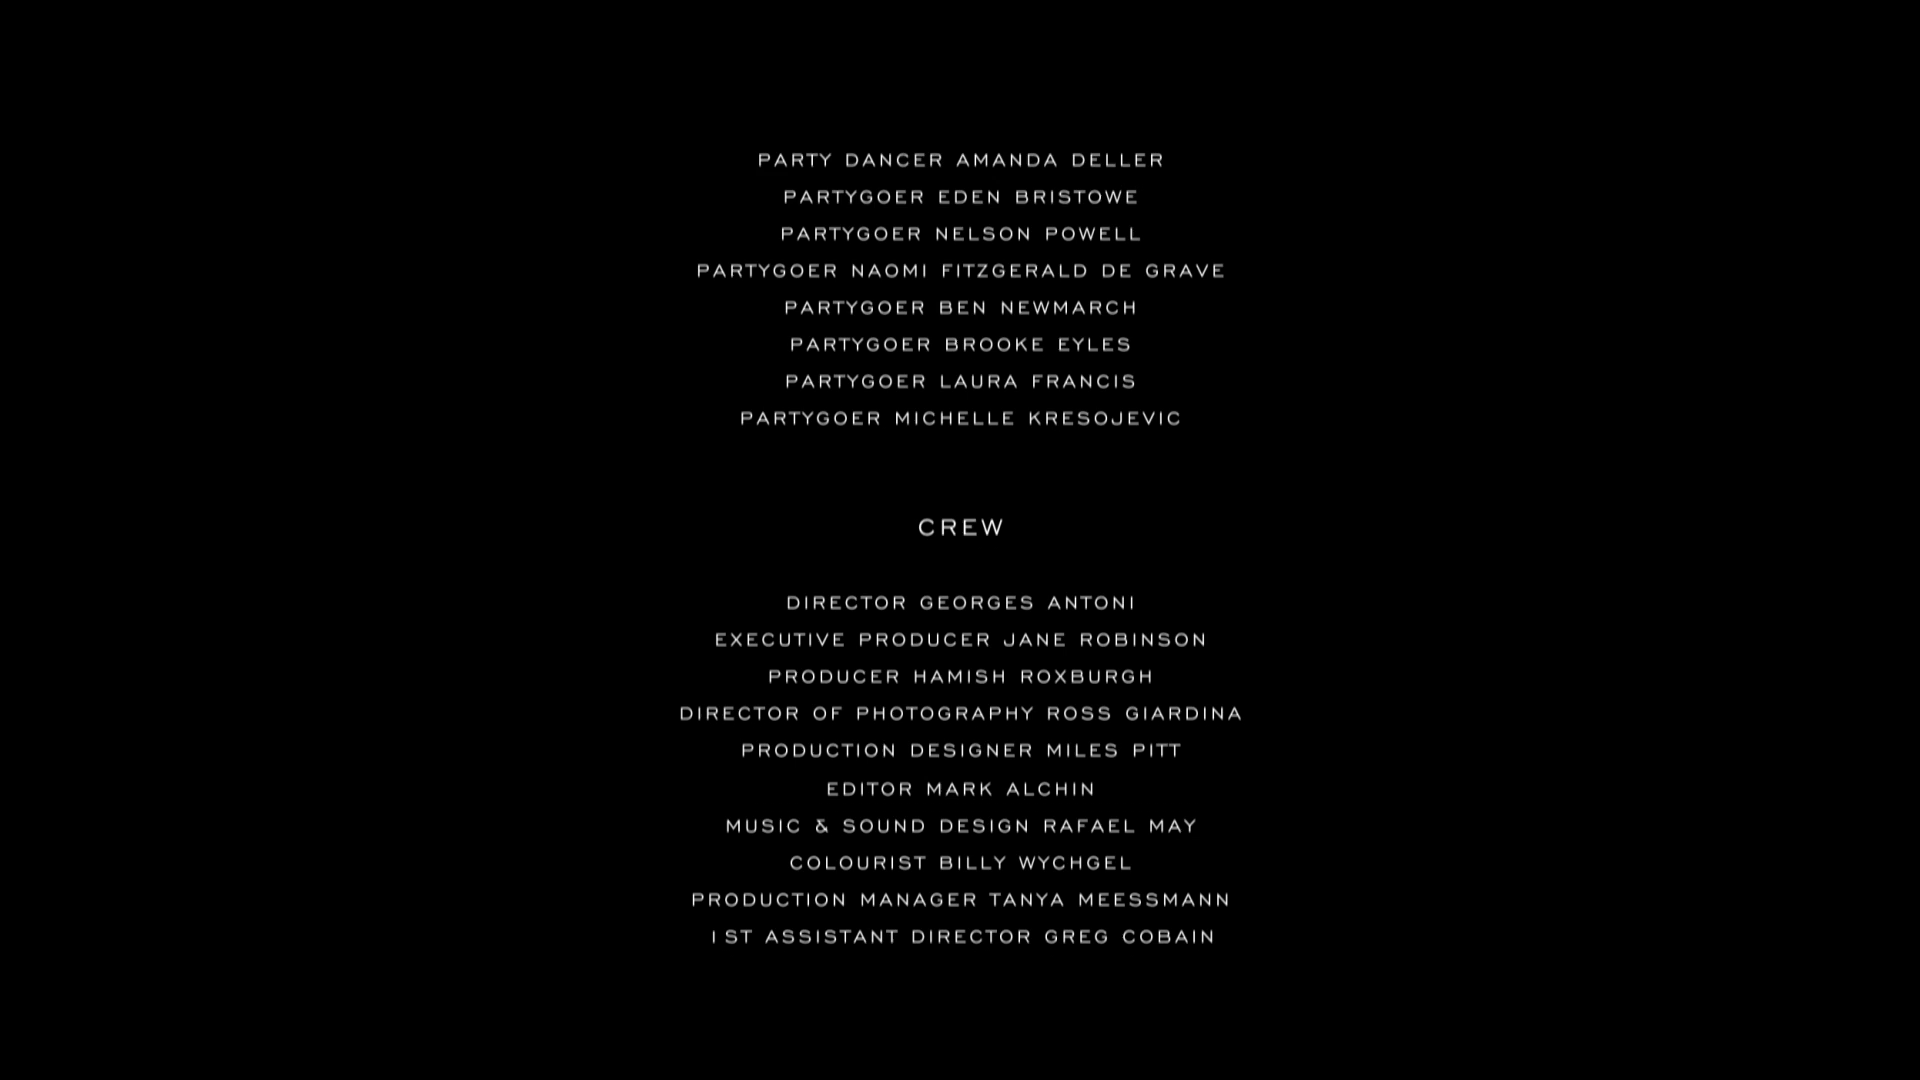 PARTY DANCER AMANDA DELLER
PARTYGOER EDEN BRISTOWE
PARTYGOER NELSON POWELL
PARTYGOER NAOMI FITZGERALD DE GRAVE
PARTYGOER BEN NEWMARCH
PARTYGOER BROOKE EYLES
PARTYGOER LAURA FRANCIS
PARTYGOER MICHELLE KRESOJEVIC
CREW
DIRECTOR GEORGES ANTONI
EXECUTIVE PRODUCER JANE ROBINSON
PRODUCER HAMISH ROXBURGH
DIRECTOR OF PHOTOGRAPHY ROSS GIARDINA
PRODUCTION DESIGNER MILES PITT
EDITOR MARK ALCHIN
MUSIC & SOUND DESIGN RAFAEL MAY
COLOURIST BILLY WYCHGEL
PRODUCTION MANAGER TANYA MEESSMANN
1ST ASSISTANT DIRECTOR GREG COBAIN